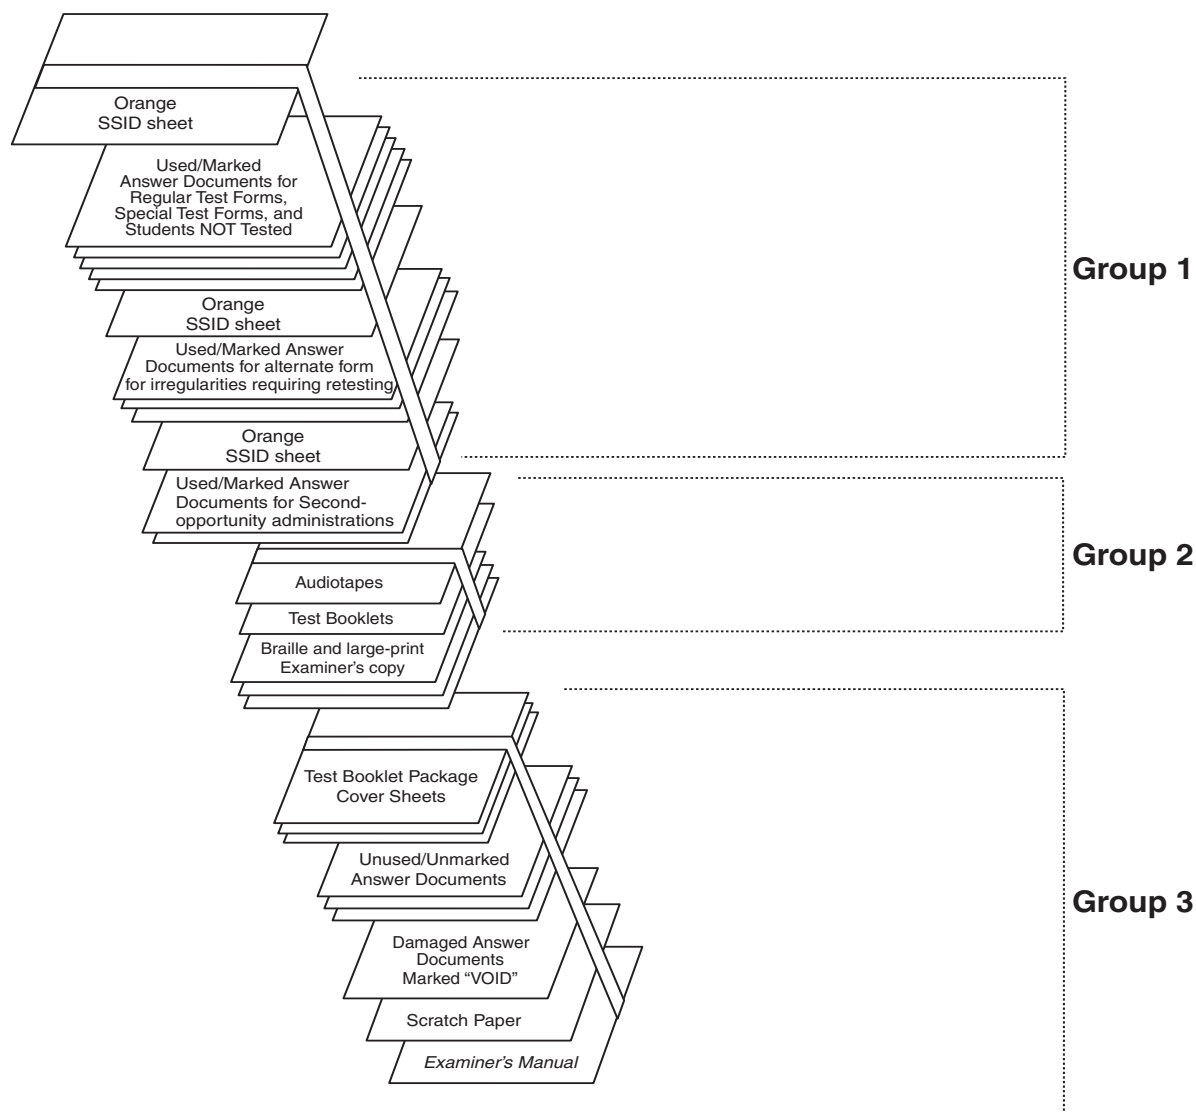 Orange
SSID sheet
Used/Marked
Answer Documents for
Regular Test Forms,
Special Test Forms, and
Students NOT Tested
Orange
SSID sheet
Used/Marked Answer
Documents for alternate form
for irregularities requiring retesting
Orange
SSID sheet
Used/Marked Answer
Documents for Second-
opportunity administrations
Group 1
Audiotapes
Test Booklets
Braille and large-print
Examiner’s copy
Group 2
Test Booklet Package
Cover Sheets
Unused/Unmarked
Answer Documents
Damaged Answer
Documents
Marked “VOID”
Scratch Paper
Examiner’s Manual
Group 3